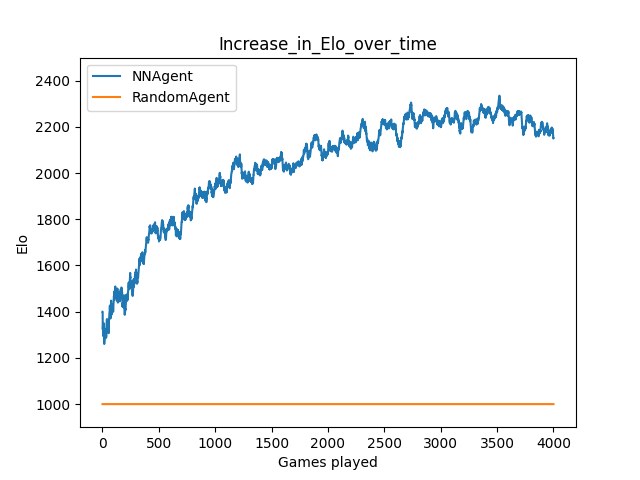 Increase_in_Elo_over_time
NNAgent
RandomAgent
2400
2200
2000
1800
1600
1400
1200
1000
Elo
0 500 1000 1500 2000 2500 3000 3500 4000
Games played